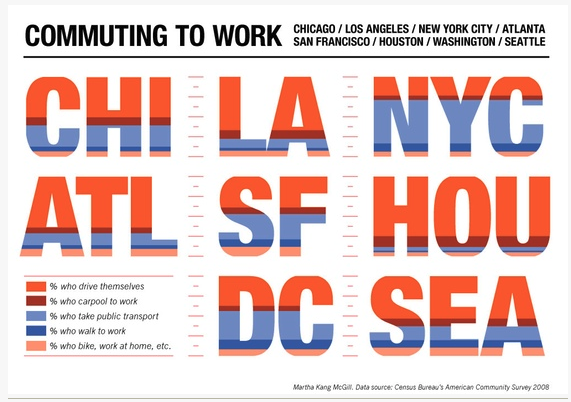 COMMUTING TO WORK
CHICAGO / LOS ANGELES / NEW YORK CITY / ATLANTA
SAN FRANCISCO / HOUSTON / WASHINGTON / SEATTLE
CHI LA NYC
ATL SF HOU
DC SEA
% who drive themselves
% who carpool to work
% who take public transport
% who walk to work
% who bike, work at home, etc.
Martha Kang McGill. Data source: Census Bureau's American Community Survey 2008